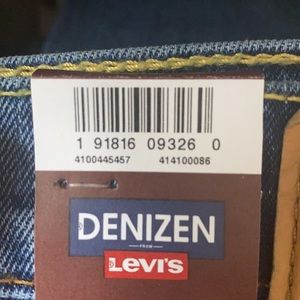 1 91816 09326 0
4100445457 414100086
DENIZEN
FROM
LEVI'S